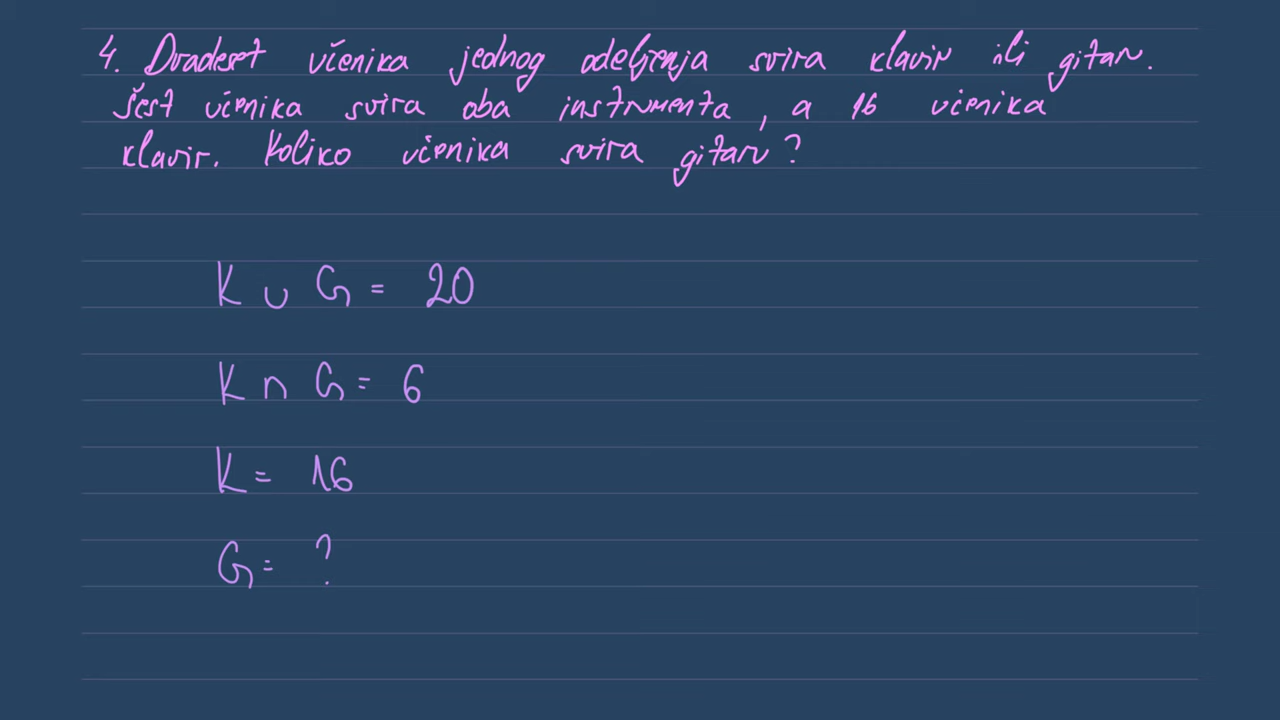 4. Dvadeset učenika jednog odeljenja svira klavir ili gitaru.
Šest učenika svira oba instrumenta, a 16 učenika
klavir. Koliko učenika svira gitaru?
K ∪ G = 20
K ∩ G = 6
K = 16
G = ?